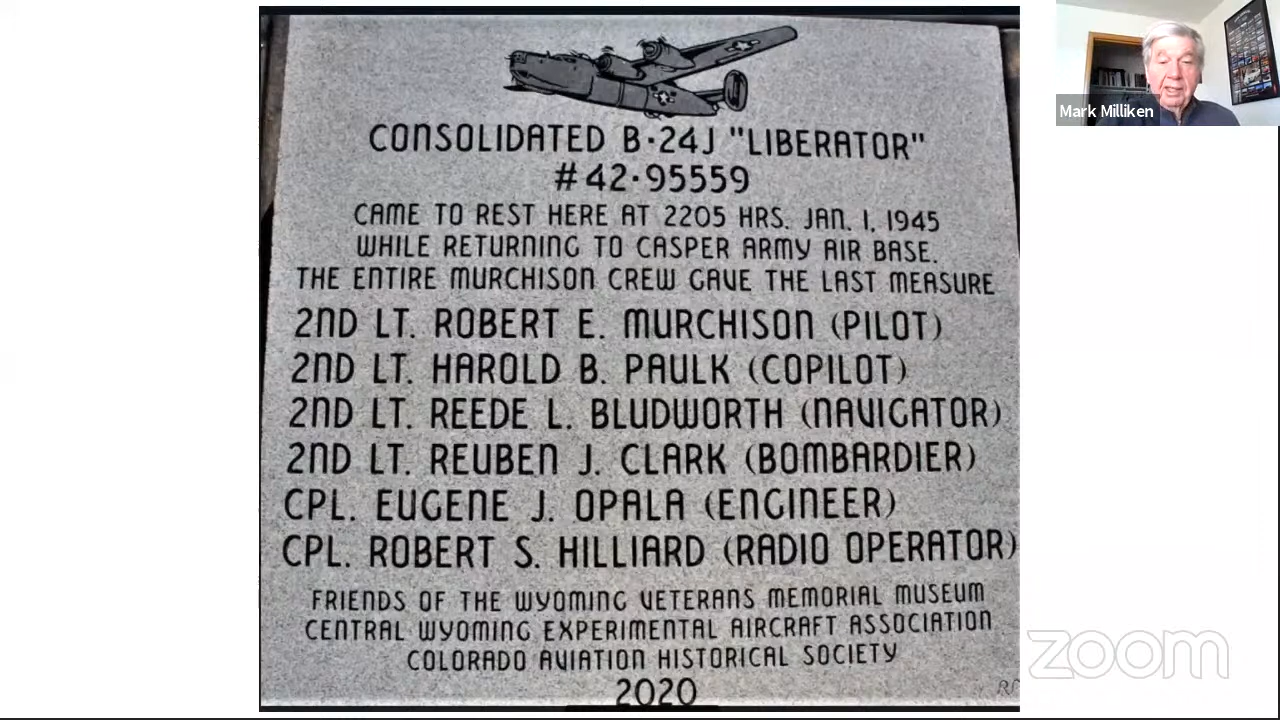 CONSOLIDATED B-24J "LIBERATOR"
#42-95559
CAME TO REST HERE AT 2205 HRS. JAN. 1, 1945
WHILE RETURNING TO CASPER ARMY AIR BASE.
THE ENTIRE MURCHISON CREW GAVE THE LAST MEASURE
2ND LT. ROBERT E. MURCHISON (PILOT)
2ND LT. HAROLD B. PAULK (COPILOT)
2ND LT. REEDE L. BLUDWORTH (NAVIGATOR)
2ND LT. REUBEN J. CLARK (BOMBARDIER)
CPL. EUGENE J. OPALA (ENGINEER)
CPL. ROBERT S. HILLIARD (RADIO OPERATOR)
FRIENDS OF THE WYOMING VETERANS MEMORIAL MUSEUM
CENTRAL WYOMING EXPERIMENTAL AIRCRAFT ASSOCIATION
COLORADO AVIATION HISTORICAL SOCIETY
2020
Mark Milliken
zoom